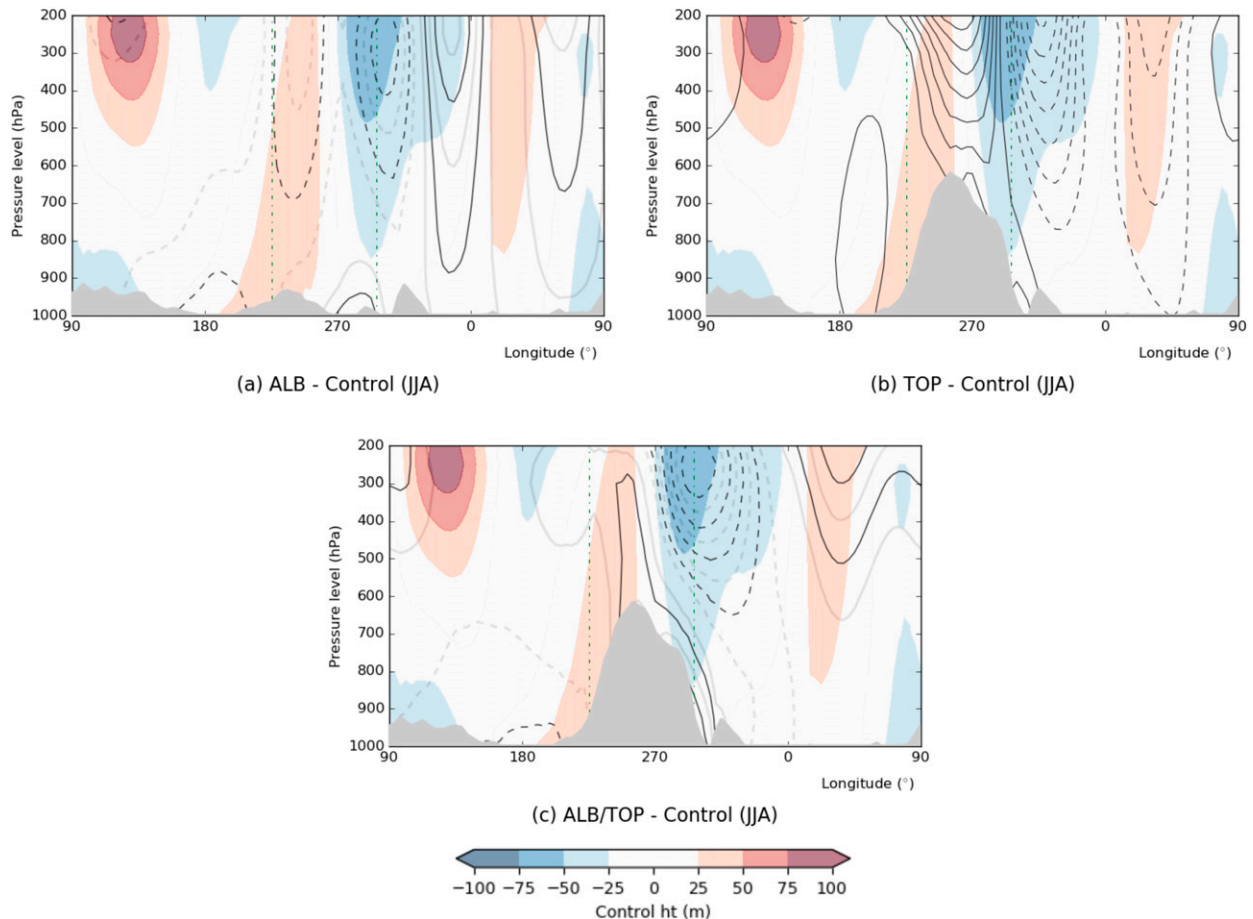 200
300
400
500
600
700
800
900
1000
Pressure level (hPa)
90 180 270 0 90
Longitude (°)
(a) ALB - Control (JJA)
200
300
400
500
600
700
800
900
1000
Pressure level (hPa)
90 180 270 0 90
Longitude (°)
(b) TOP - Control (JJA)
200
300
400
500
600
700
800
900
1000
Pressure level (hPa)
90 180 270 0 90
Longitude (°)
(c) ALB/TOP - Control (JJA)
−100 −75 −50 −25 0 25 50 75 100
Control ht (m)